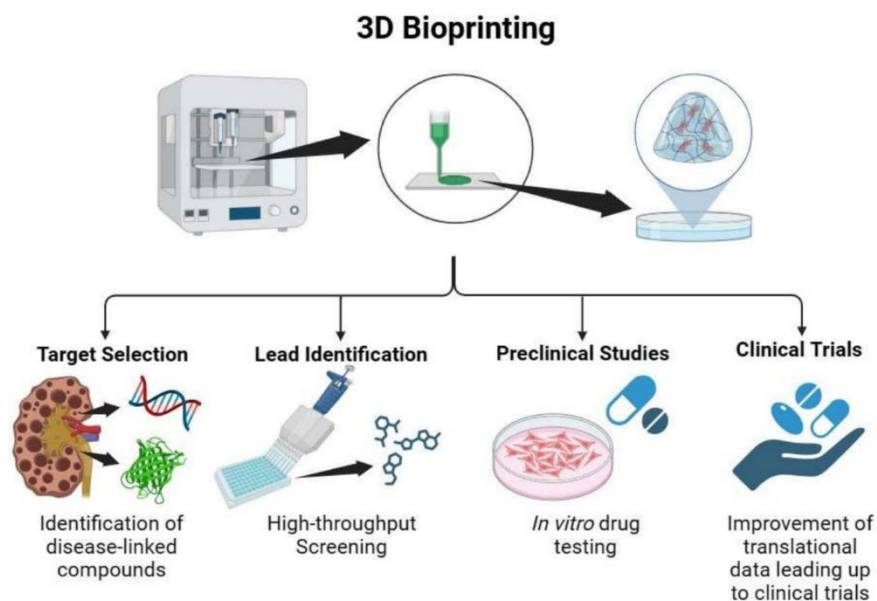 3D Bioprinting
Target Selection
Lead Identification
Preclinical Studies
Clinical Trials
Identification of
disease-linked
compounds
High-throughput
Screening
In vitro drug
testing
Improvement of
translational
data leading up
to clinical trials